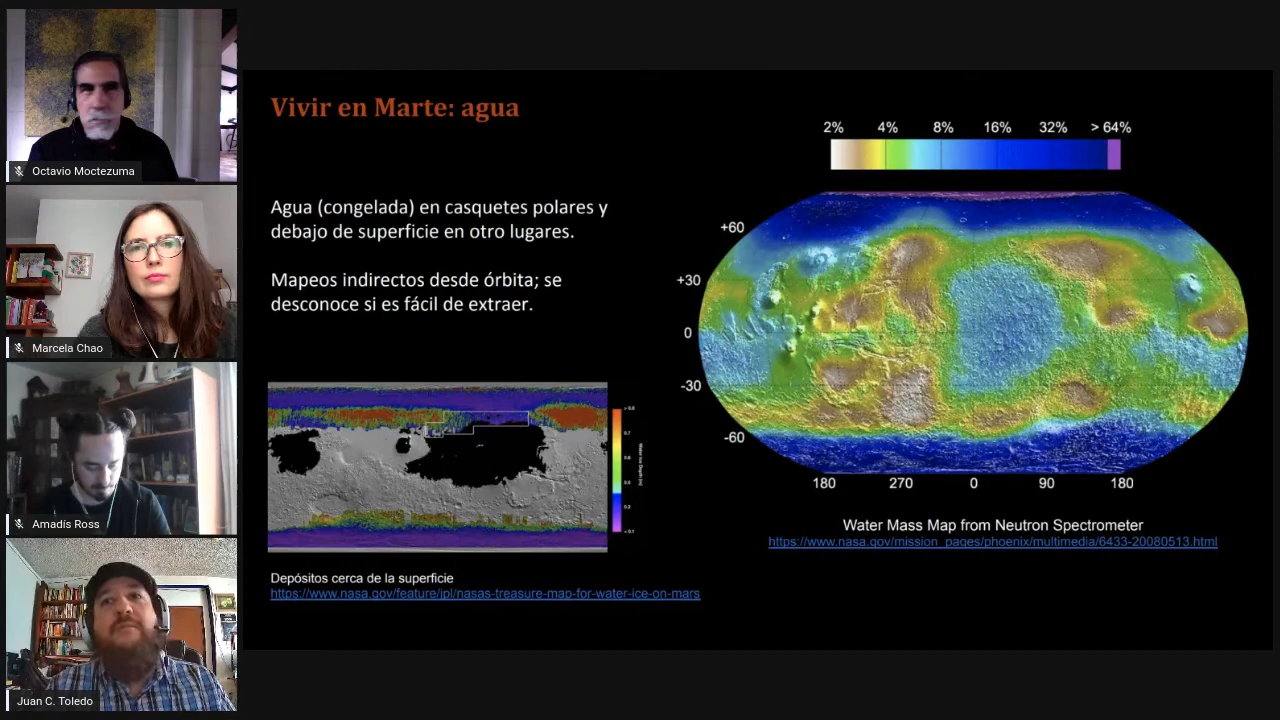 Octavio Moctezuma
Marcela Chao
Amadís Ross
Juan C. Toledo
Vivir en Marte: agua
Agua (congelada) en casquetes polares y
debajo de superficie en otro lugares.
Mapeos indirectos desde órbita; se
desconoce si es fácil de extraer.
Depósitos cerca de la superficie
https://www.nasa.gov/feature/jpl/nasas-treasure-map-for-water-ice-on-mars
2% 4% 8% 16% 32% > 64%
+60
+30
0
-30
-60
180 270 0 90 180
Water Mass Map from Neutron Spectrometer
https://www.nasa.gov/mission_pages/phoenix/multimedia/6433-20080513.html